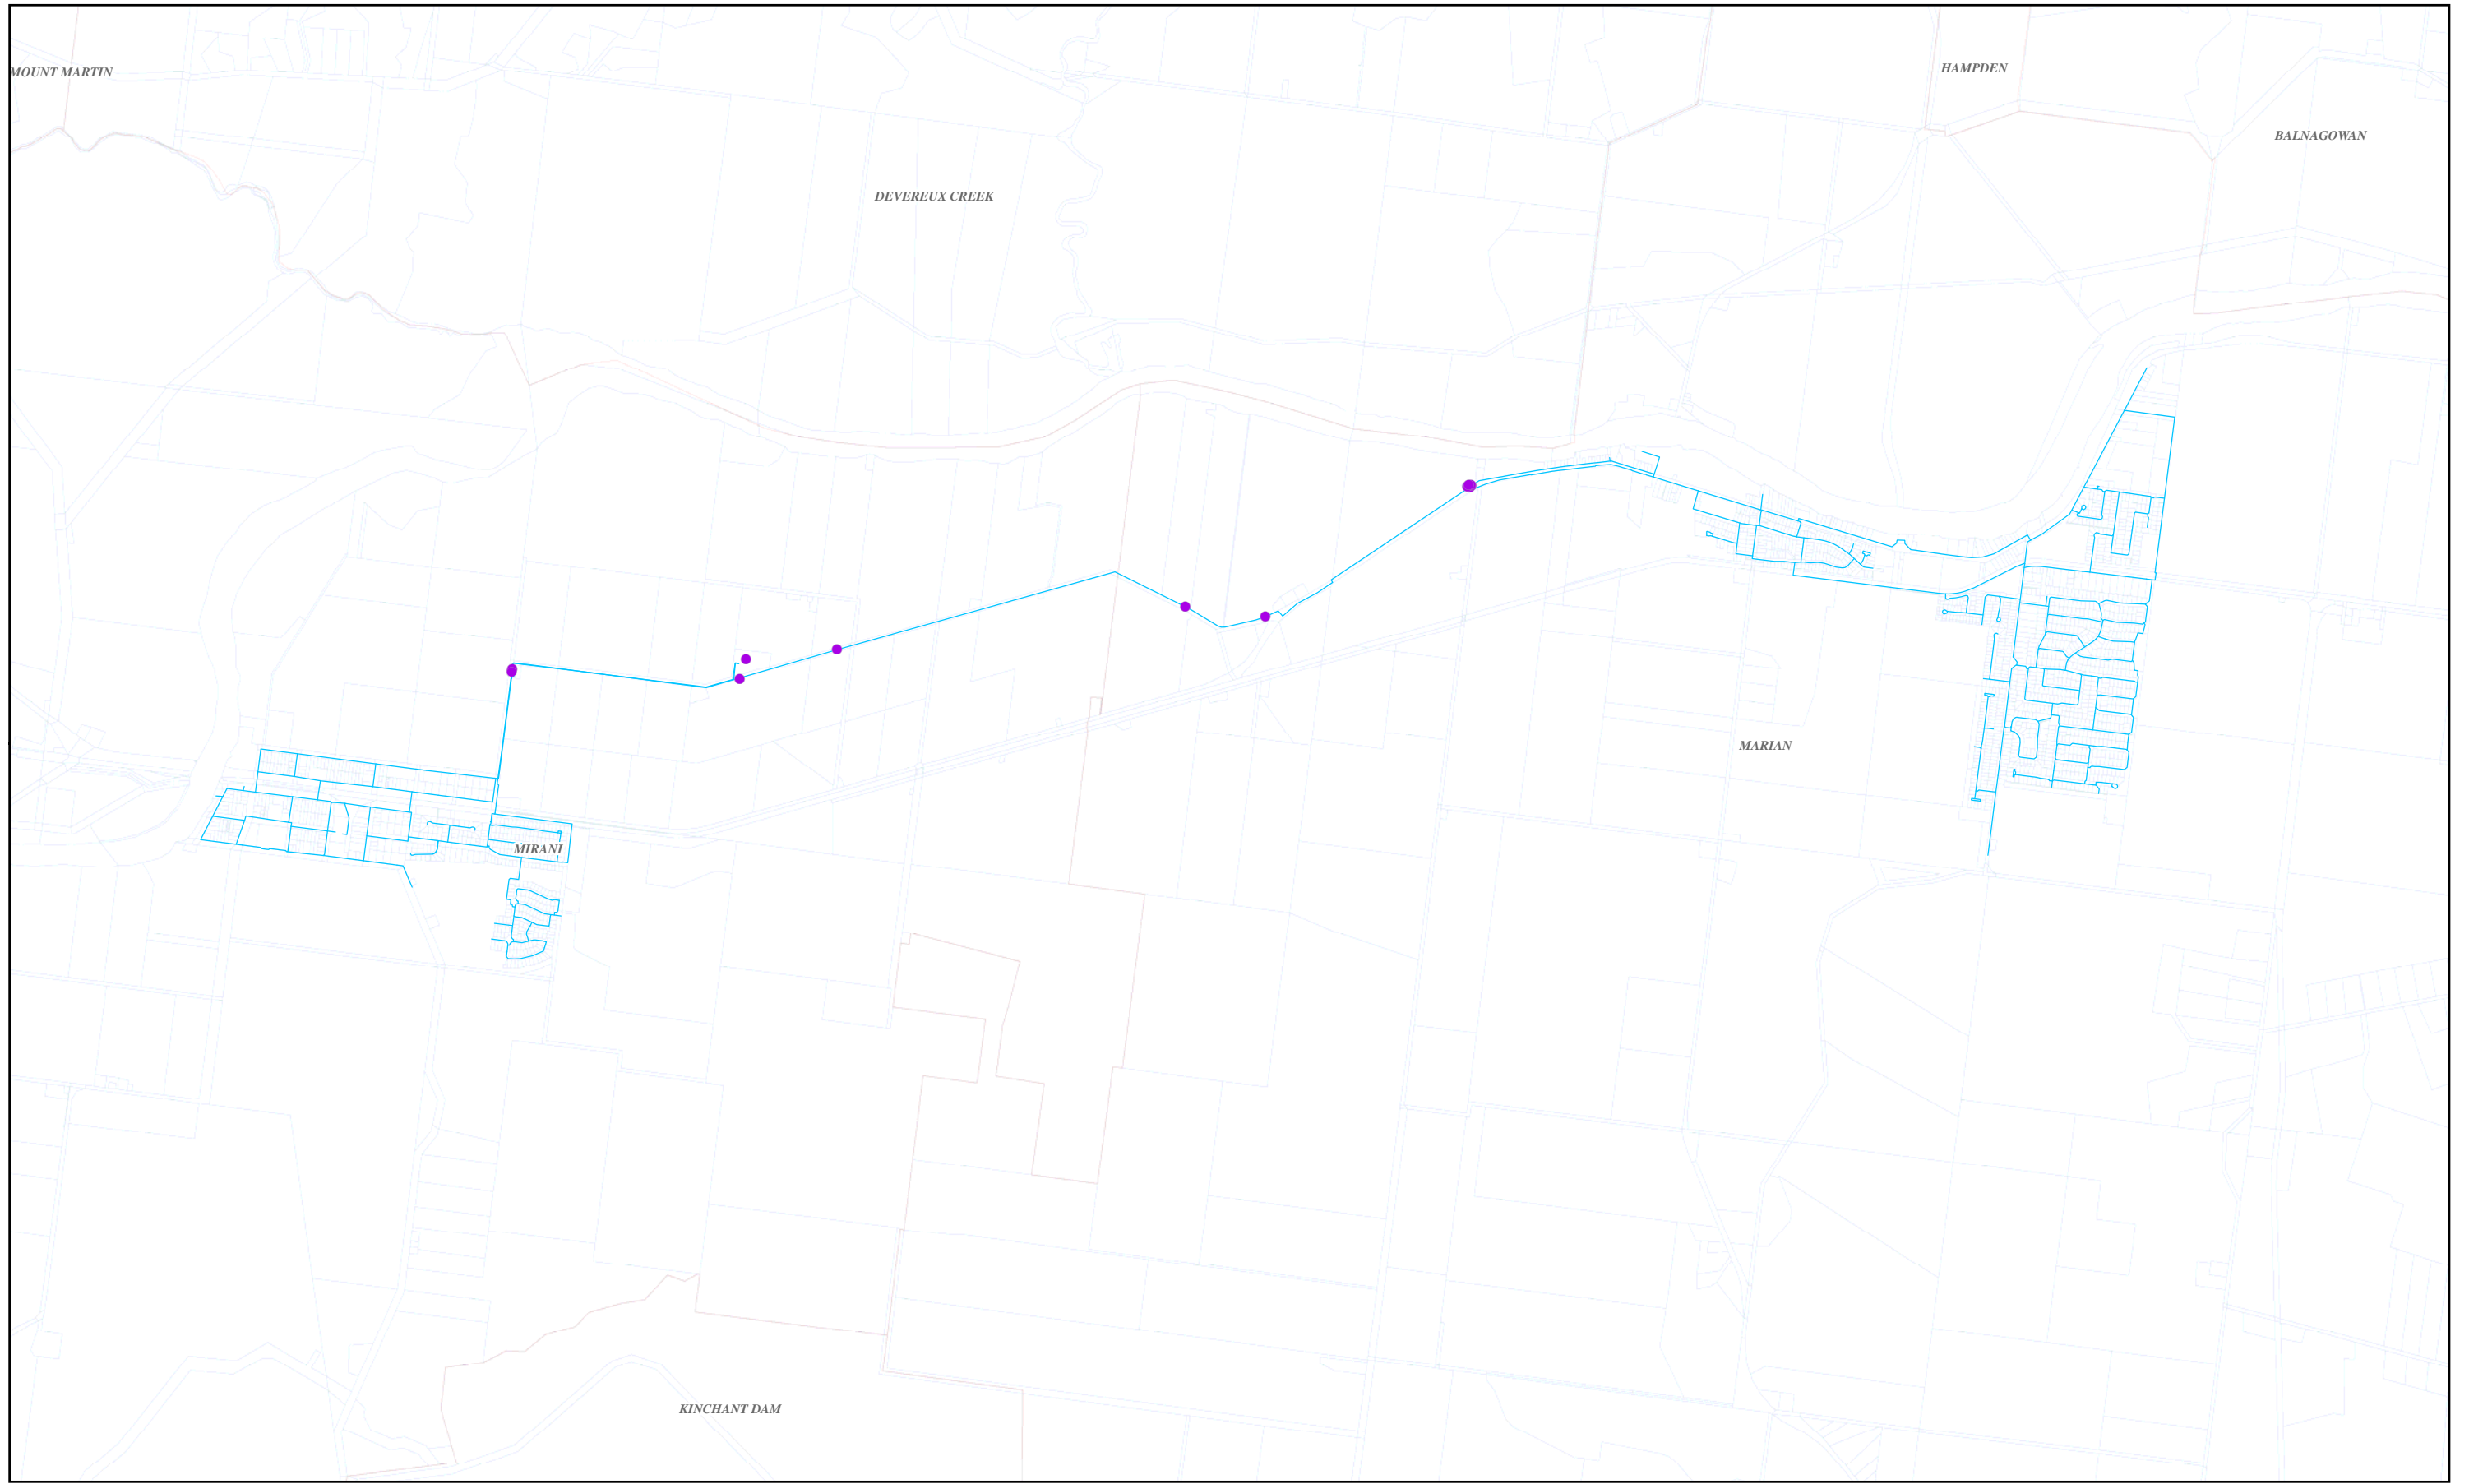 HAMPDEN
MOUNT MARTIN
BALNAGOWAN
DEVEREUX CREEK
MARIAN
MIRANI
KINCHANT DAM